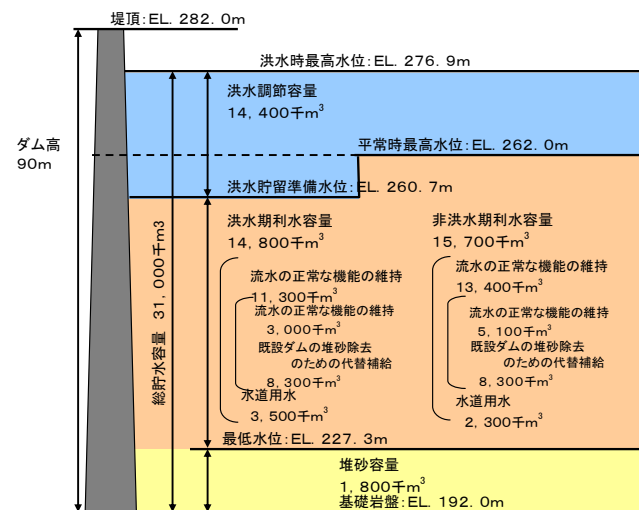 堤頂:EL. 282. 0m
洪水時最高水位:EL. 276. 9m
洪水調節容量
14, 400千m³
ダム高
90m
平常時最高水位:EL. 262. 0m
洪水貯留準備水位:EL. 260. 7m
総貯水容量 31, 000千m3
洪水期利水容量
14, 800千m³
流水の正常な機能の維持
11, 300千m³
流水の正常な機能の維持
3, 000千m³
既設ダムの堆砂除去
のための代替補給
8, 300千m³
水道用水
3, 500千m³
非洪水期利水容量
15, 700千m³
流水の正常な機能の維持
13, 400千m³
流水の正常な機能の維持
5, 100千m³
既設ダムの堆砂除去
のための代替補給
8, 300千m³
水道用水
2, 300千m³
最低水位:EL. 227. 3m
堆砂容量
1, 800千m³
基礎岩盤:EL. 192. 0m